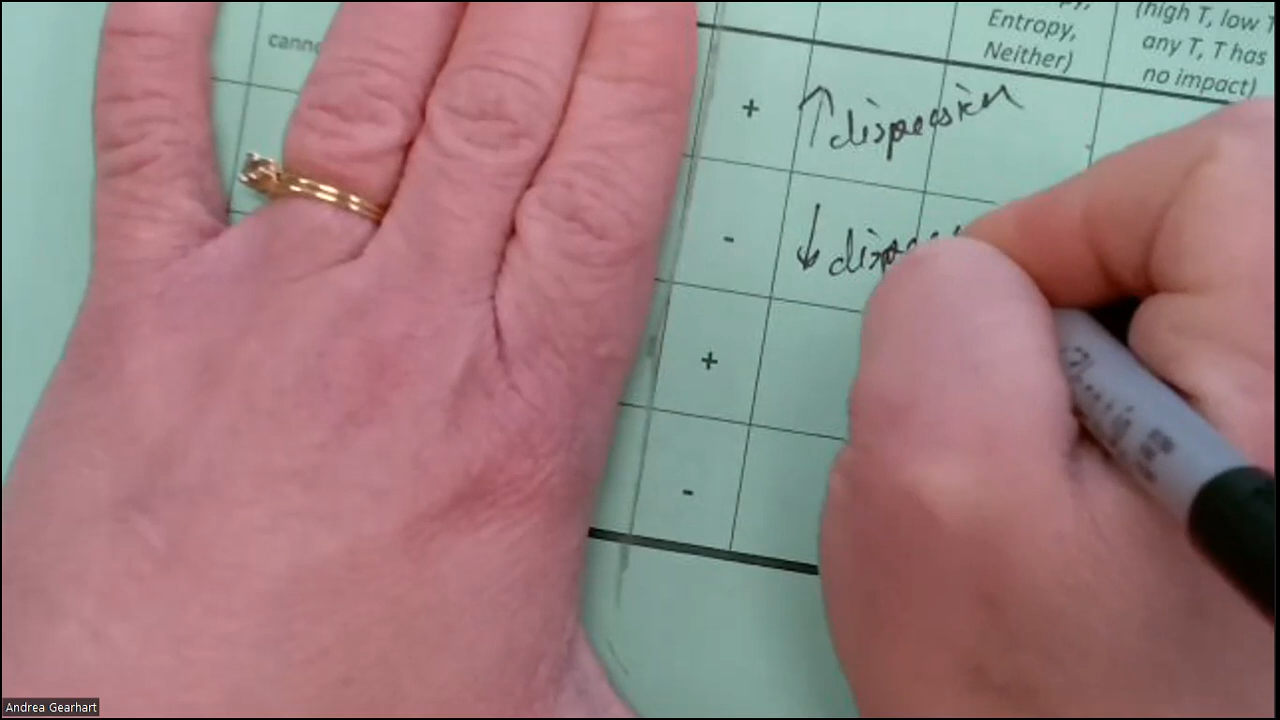 Entropy,
Neither)
(high T, low T
any T, T has
no impact)
+ ↑ dispersion
- ↓
+
-
Andrea Gearhart